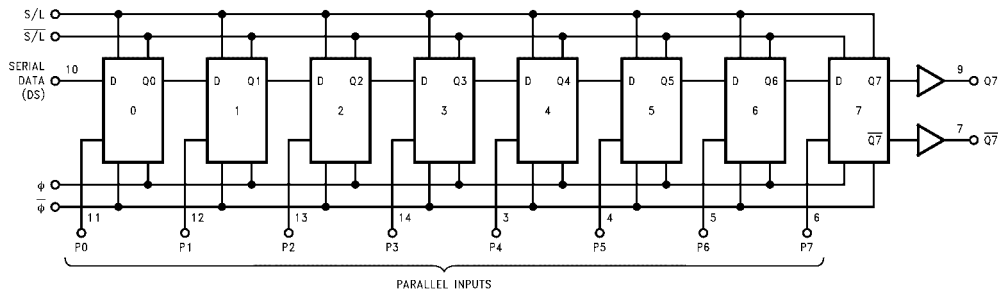 S/L
S̅/̅L̅
SERIAL DATA (DS)
10
D Q0 D Q1 D Q2 D Q3 D Q4 D Q5 D Q6 D Q7
9 Q7
0 1 2 3 4 5 6 7
Q̅7̅
7 Q̅7̅
ϕ
ϕ̅
11 12 13 14 3 4 5 6
P0 P1 P2 P3 P4 P5 P6 P7
PARALLEL INPUTS